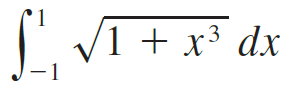 ∫_{-1}^{1} √(1 + x³) dx